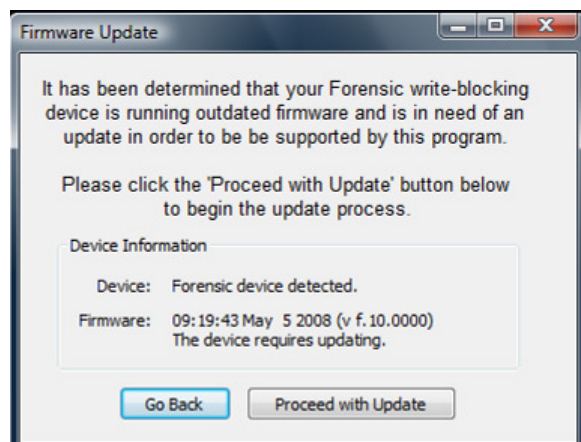 Firmware Update
It has been determined that your Forensic write-blocking
device is running outdated firmware and is in need of an
update in order to be be supported by this program.
Please click the 'Proceed with Update' button below
to begin the update process.
Device Information
Device: Forensic device detected.
Firmware: 09:19:43 May 5 2008 (v f.10.0000)
The device requires updating.
Go Back Proceed with Update